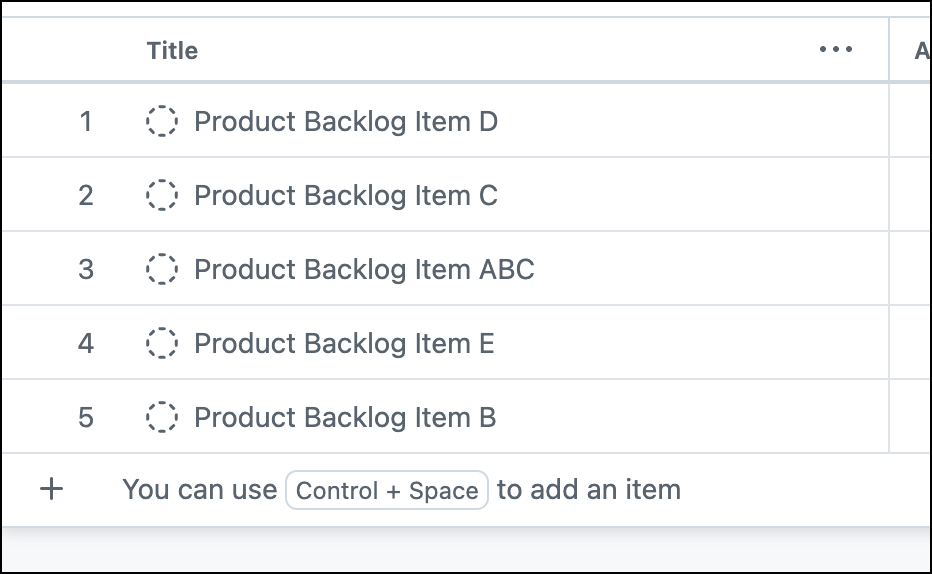 Title ••• A
1 Product Backlog Item D
2 Product Backlog Item C
3 Product Backlog Item ABC
4 Product Backlog Item E
5 Product Backlog Item B
+ You can use Control + Space to add an item